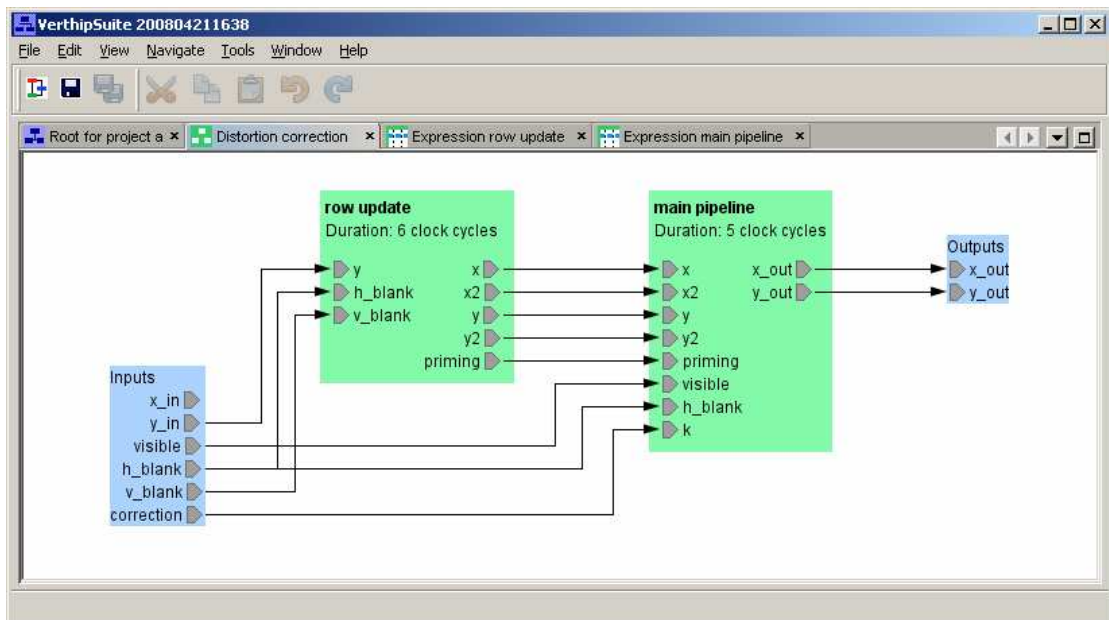 VerthipSuite 200804211638
File Edit View Navigate Tools Window Help
Root for project a Distortion correction Expression row update Expression main pipeline
row update
Duration: 6 clock cycles
y
h_blank
v_blank
x
x2
y
y2
priming
main pipeline
Duration: 5 clock cycles
x
x2
y
y2
priming
visible
h_blank
k
x_out
y_out
Outputs
x_out
y_out
Inputs
x_in
y_in
visible
h_blank
v_blank
correction